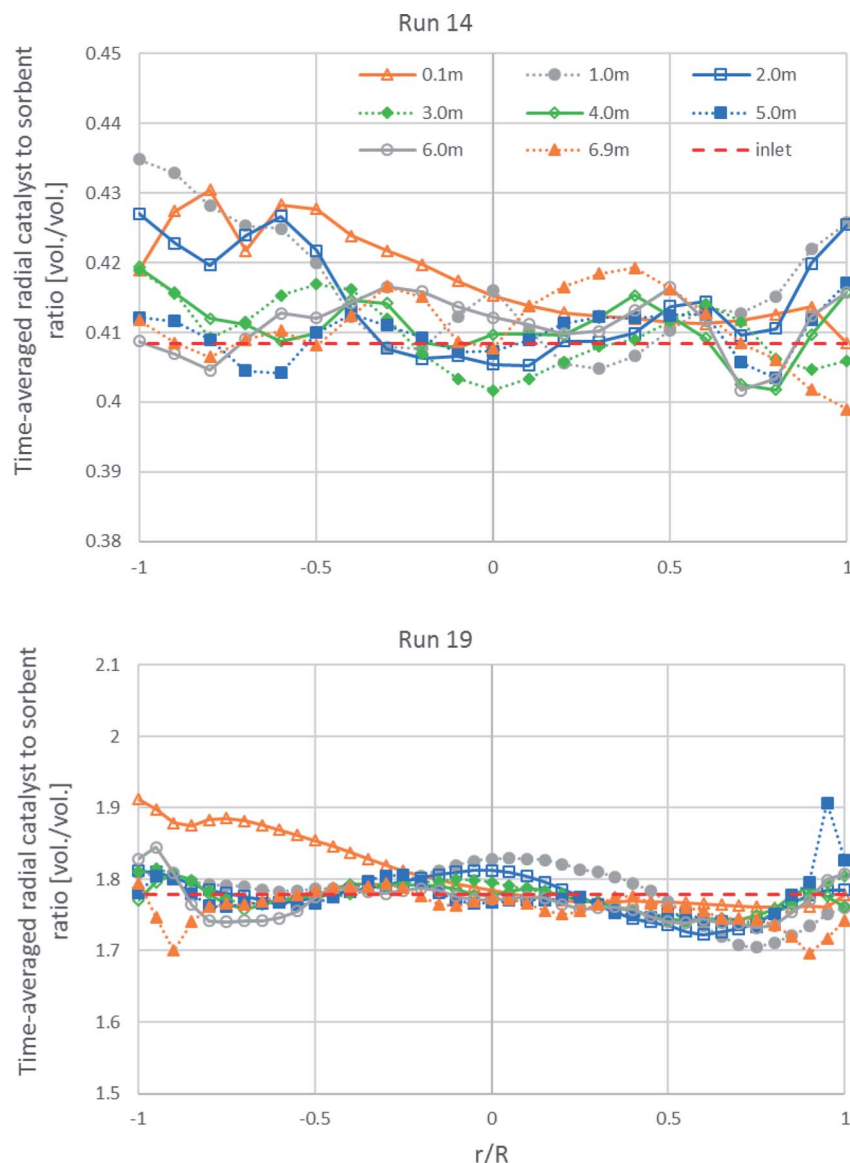 Run 14
Time-averaged radial catalyst to sorbent
ratio [vol./vol.]
0.45
0.44
0.43
0.42
0.41
0.4
0.39
0.38
0.1m 1.0m 2.0m
3.0m 4.0m 5.0m
6.0m 6.9m inlet
-1 -0.5 0 0.5 1
Run 19
Time-averaged radial catalyst to sorbent
ratio [vol./vol.]
2.1
2
1.9
1.8
1.7
1.6
1.5
-1 -0.5 0 0.5 1
r/R